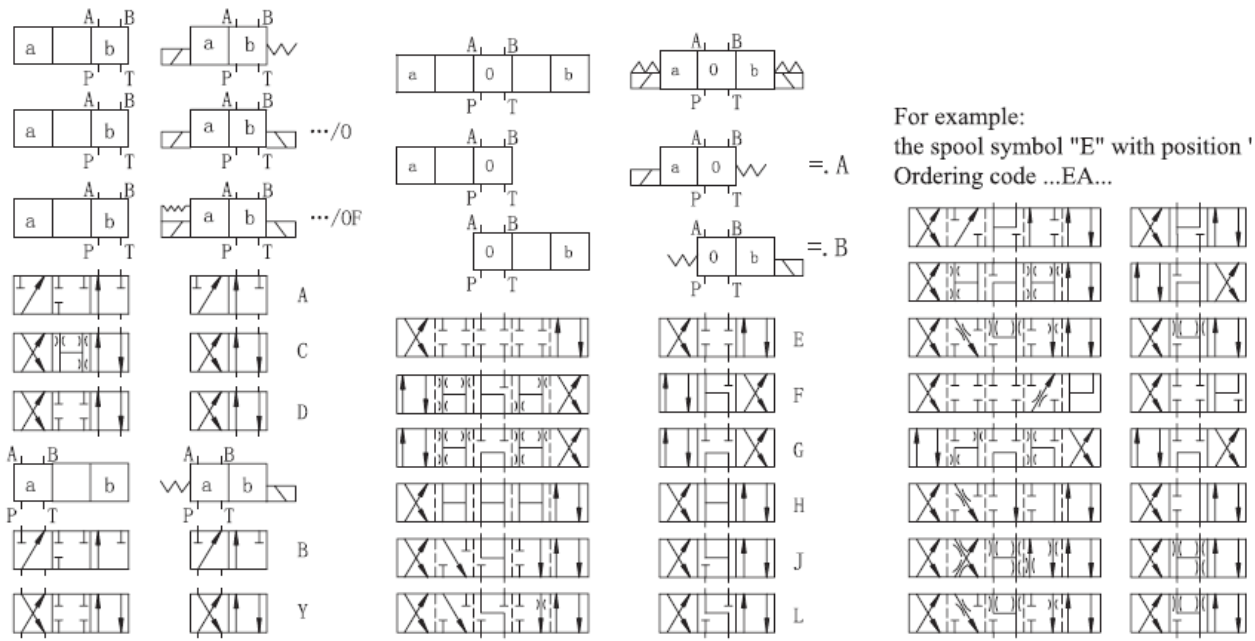 A B A B
a b a b
P T P T
A B A B
a b a b ···/O
P T P T
A B A B
a b a b ···/OF
P T P T
A
C
D
A B A B
a b a b
P T P T
B
Y
A B A B
a 0 b a 0 b
P T P T
A B A B
a 0 a 0 =. A
P T P T
A B A B
0 b 0 b =. B
P T P T
E
F
G
H
J
L
For example:
the spool symbol "E" with position '
Ordering code ...EA...